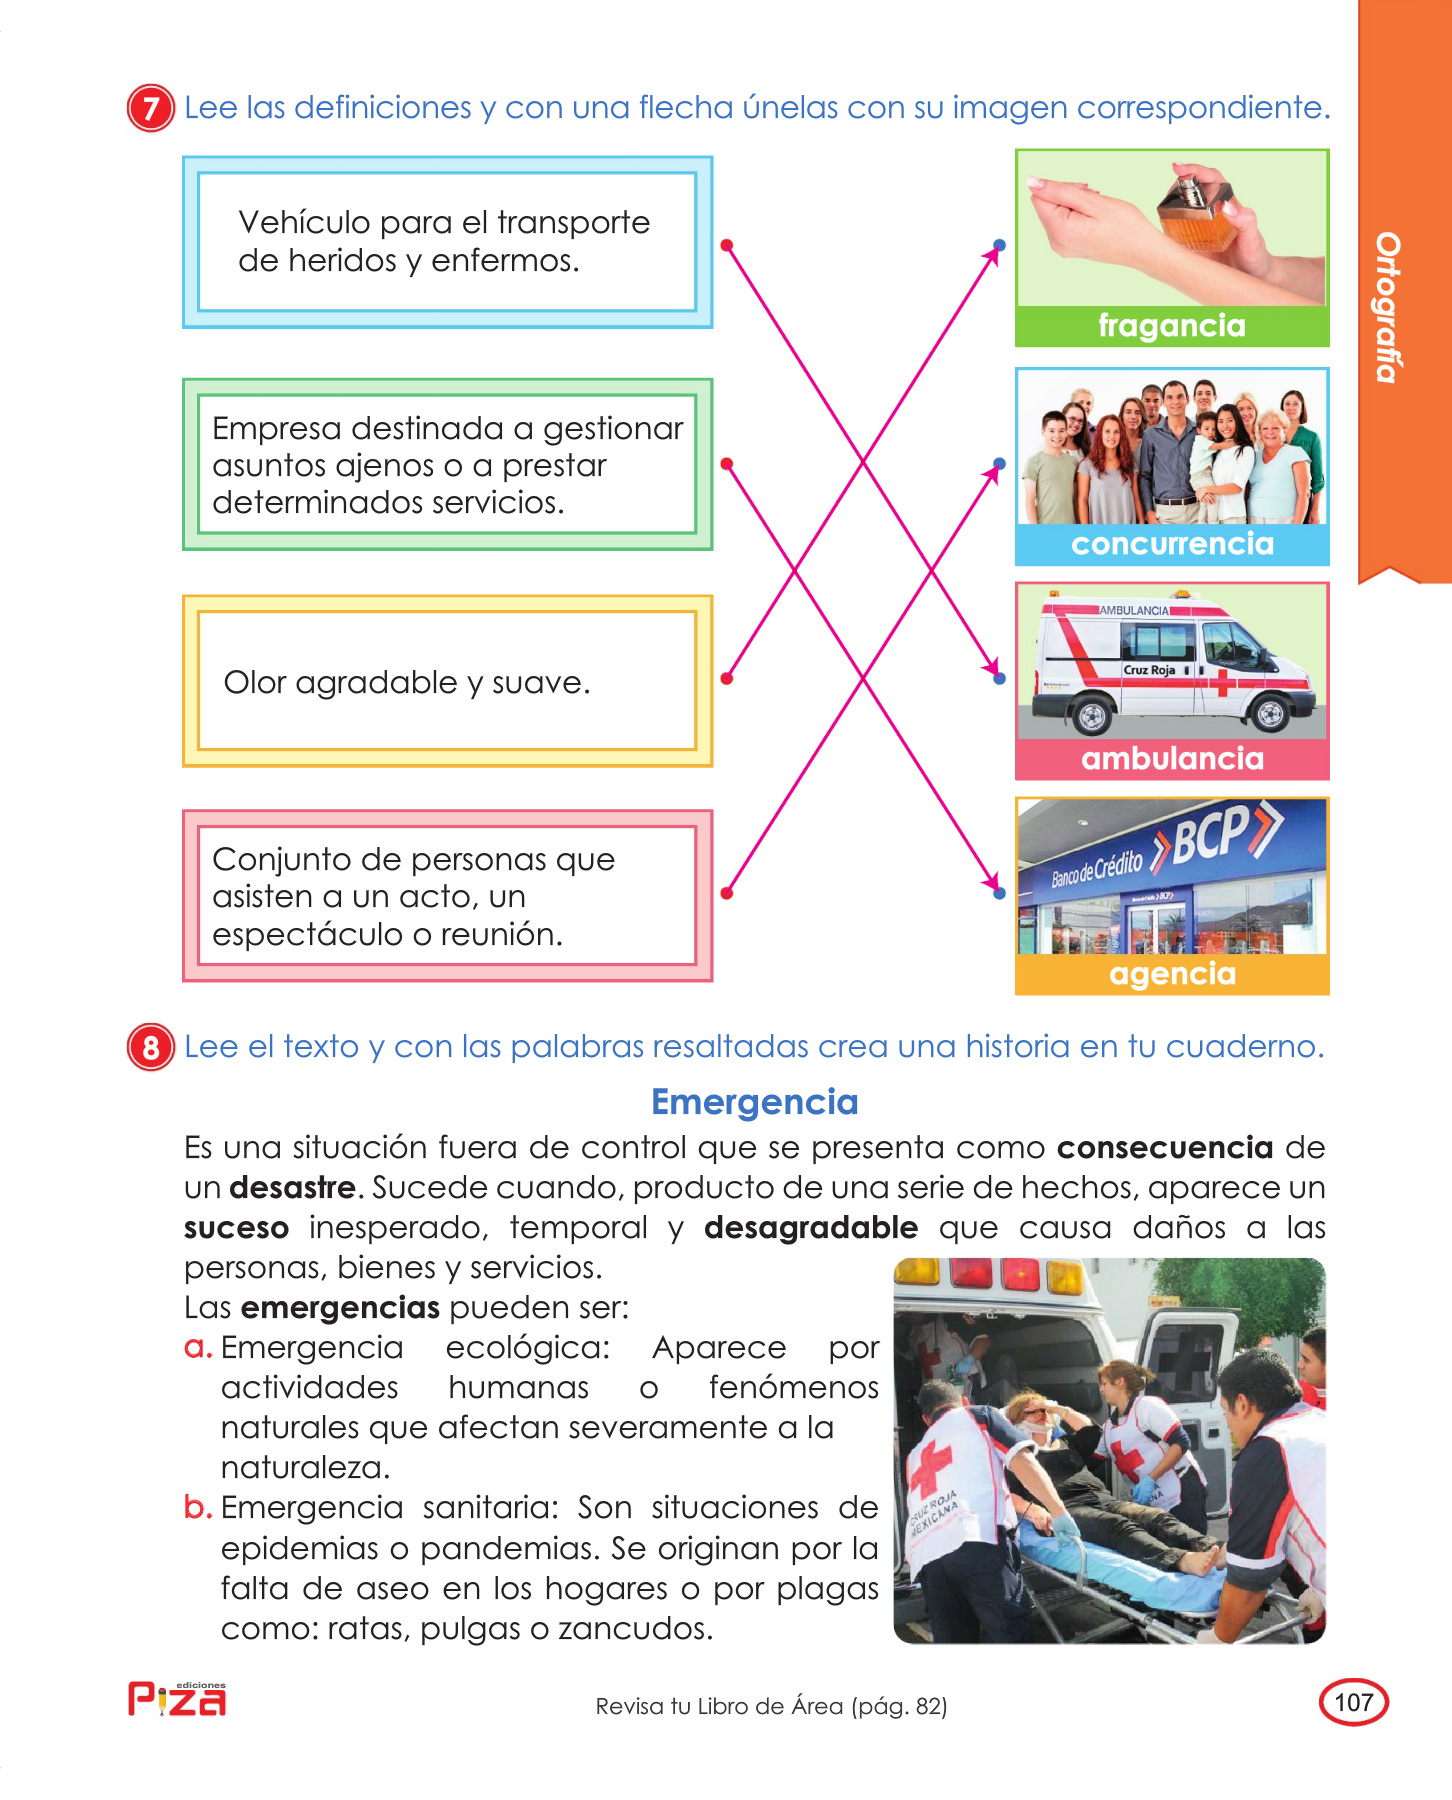 7 Lee las definiciones y con una flecha únelas con su imagen correspondiente.
Vehículo para el transporte
de heridos y enfermos.
fragancia
Empresa destinada a gestionar
asuntos ajenos o a prestar
determinados servicios.
concurrencia
Olor agradable y suave.
AMBULANCIA
Cruz Roja
ambulancia
Conjunto de personas que
asisten a un acto, un
espectáculo o reunión.
Banco de Crédito BCP
agencia
Ortografía
8 Lee el texto y con las palabras resaltadas crea una historia en tu cuaderno.
Emergencia
Es una situación fuera de control que se presenta como consecuencia de
un desastre. Sucede cuando, producto de una serie de hechos, aparece un
suceso inesperado, temporal y desagradable que causa daños a las
personas, bienes y servicios.
Las emergencias pueden ser:
a. Emergencia ecológica: Aparece por
actividades humanas o fenómenos
naturales que afectan severamente a la
naturaleza.
b. Emergencia sanitaria: Son situaciones de
epidemias o pandemias. Se originan por la
falta de aseo en los hogares o por plagas
como: ratas, pulgas o zancudos.
CRUZ ROJA
MEXICANA
ediciones
Piza
Revisa tu Libro de Área (pág. 82)
107